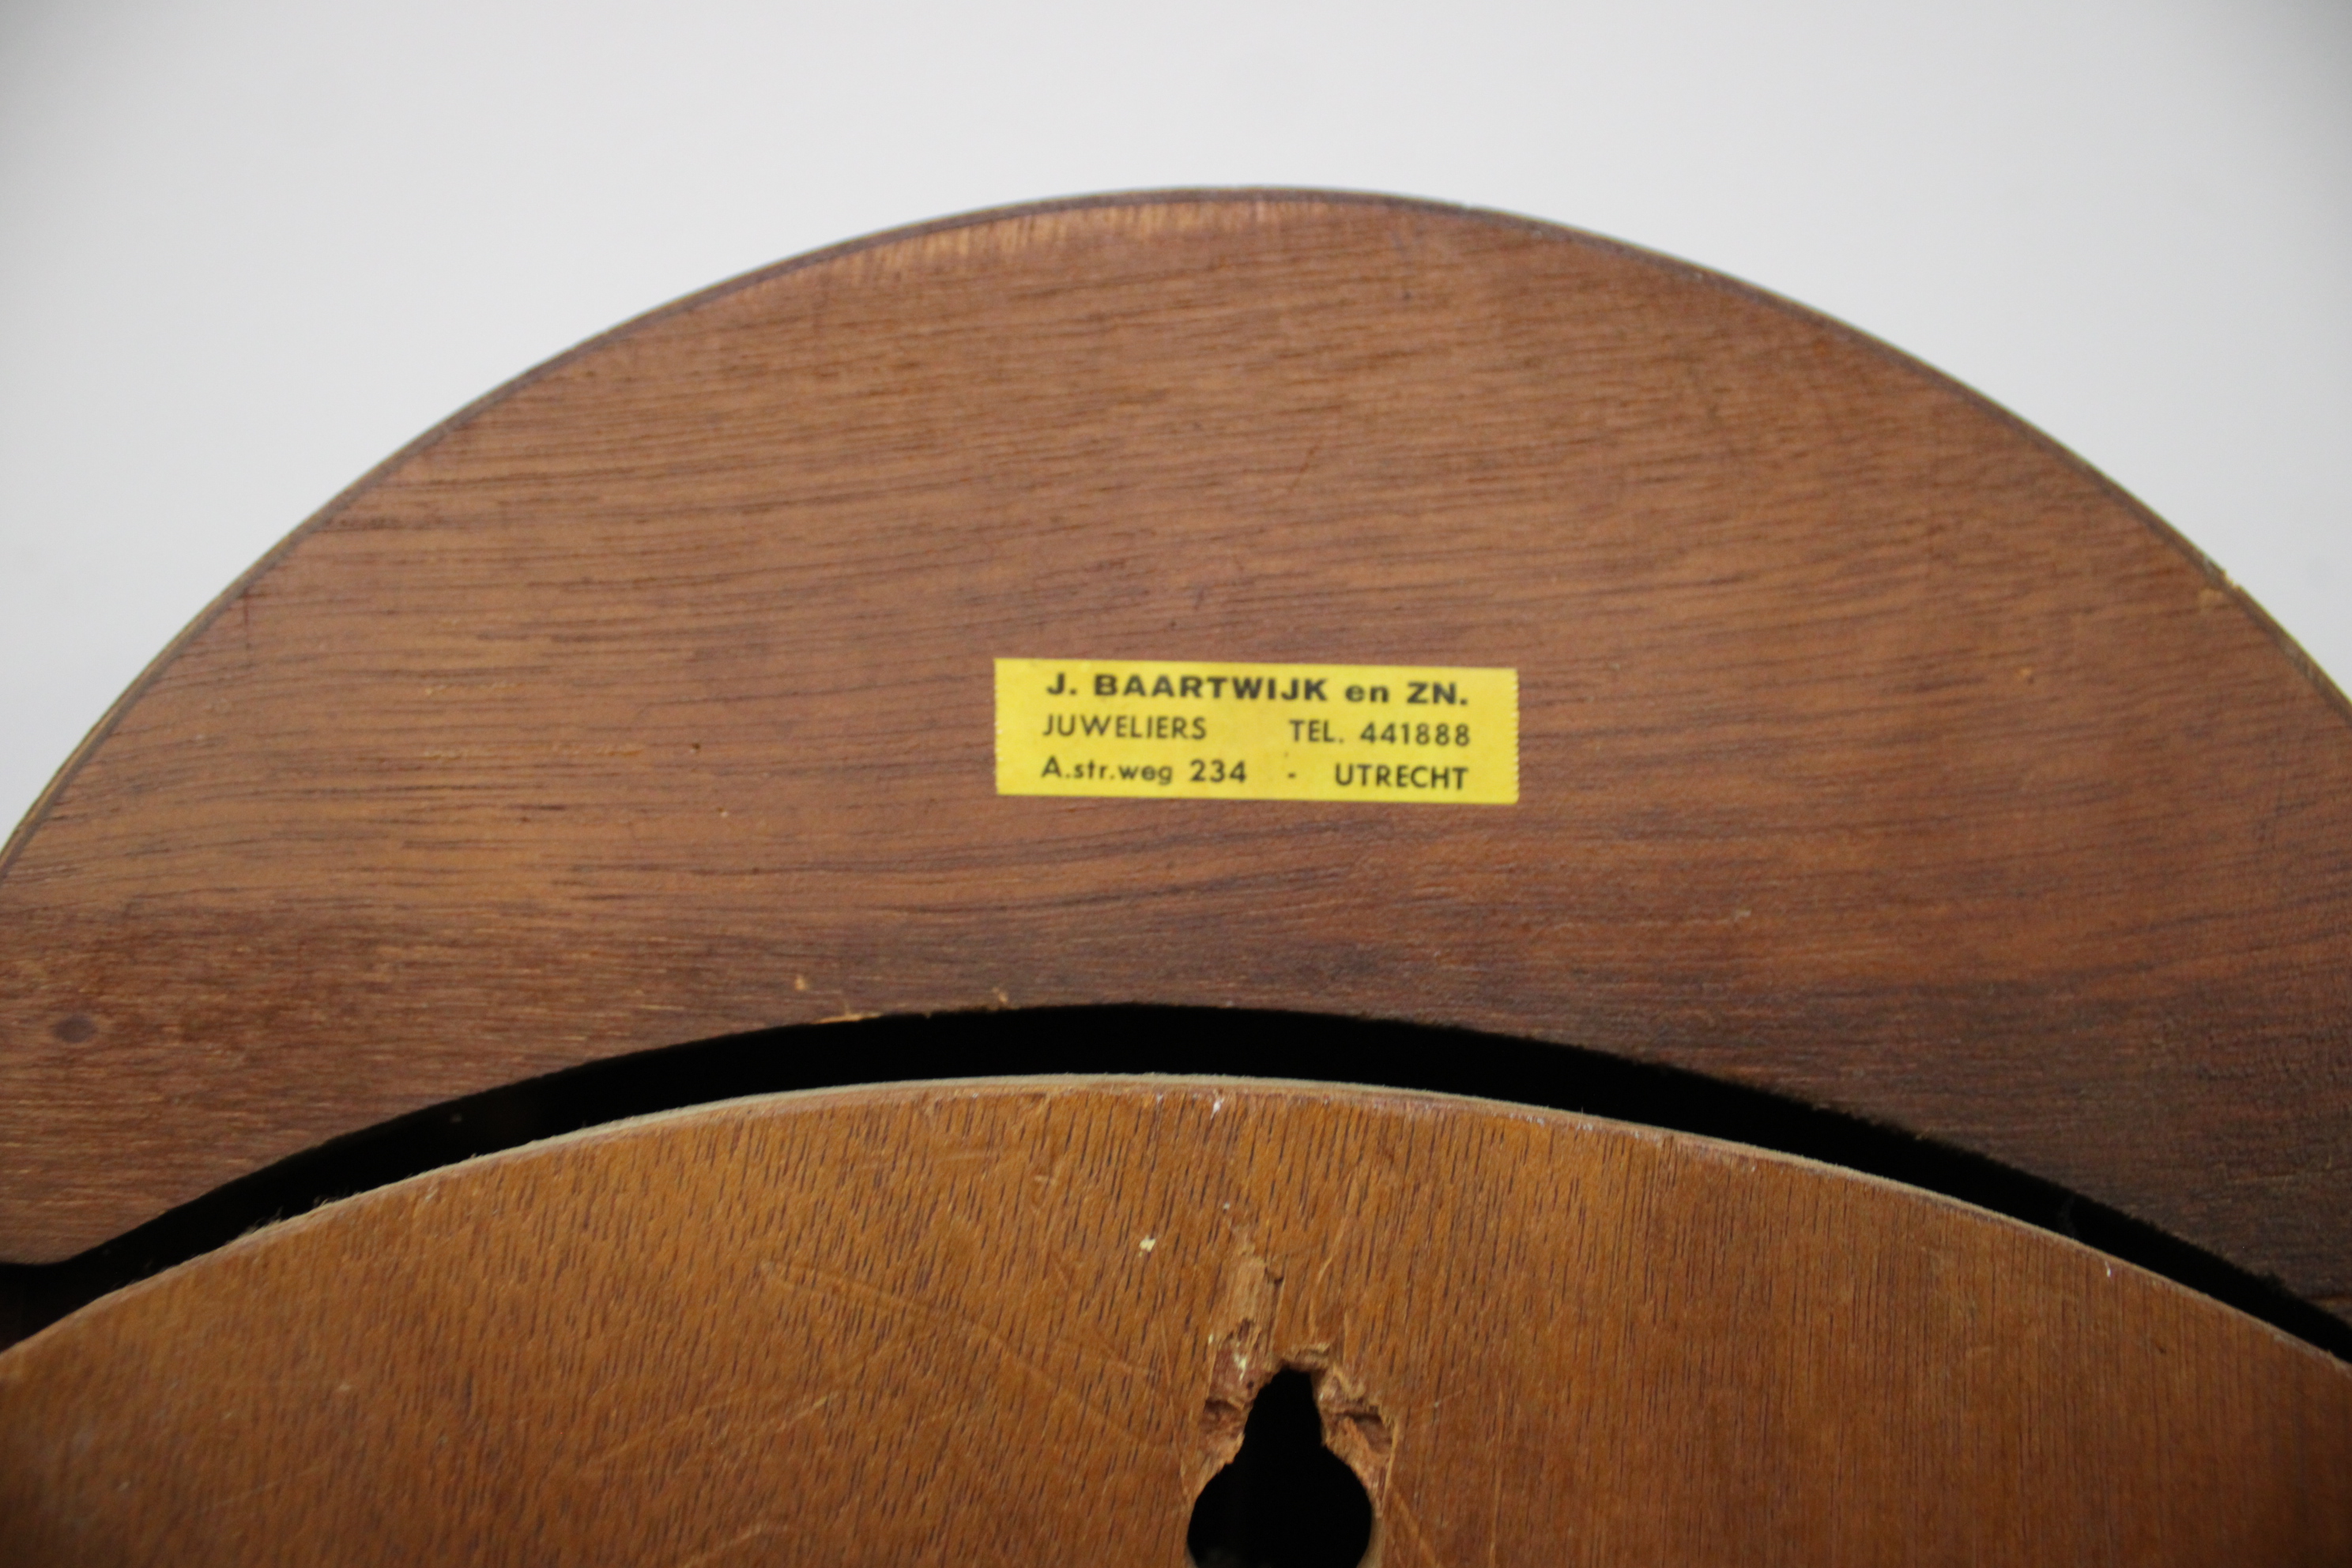 J. BAARTWIJK en ZN.
JUWELIERS TEL. 441888
A.str.weg 234 - UTRECHT